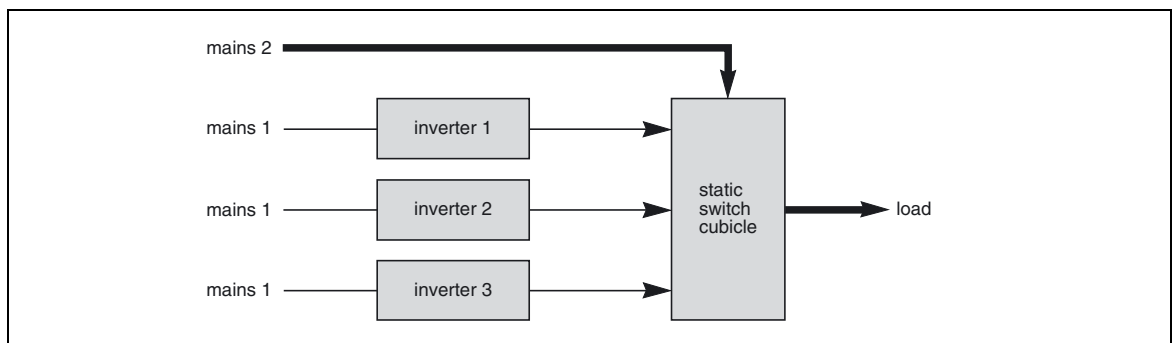 mains 2
mains 1
inverter 1
mains 1
inverter 2
mains 1
inverter 3
static
switch
cubicle
load